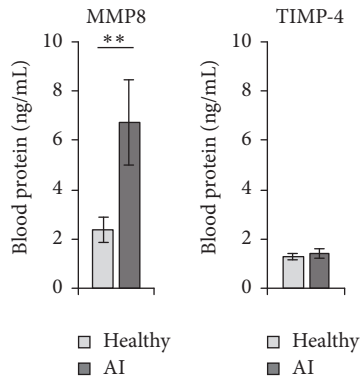 MMP8
**
Blood protein (ng/mL)
10
8
6
4
2
0
Healthy
AI
TIMP-4
Blood protein (ng/mL)
10
8
6
4
2
0
Healthy
AI